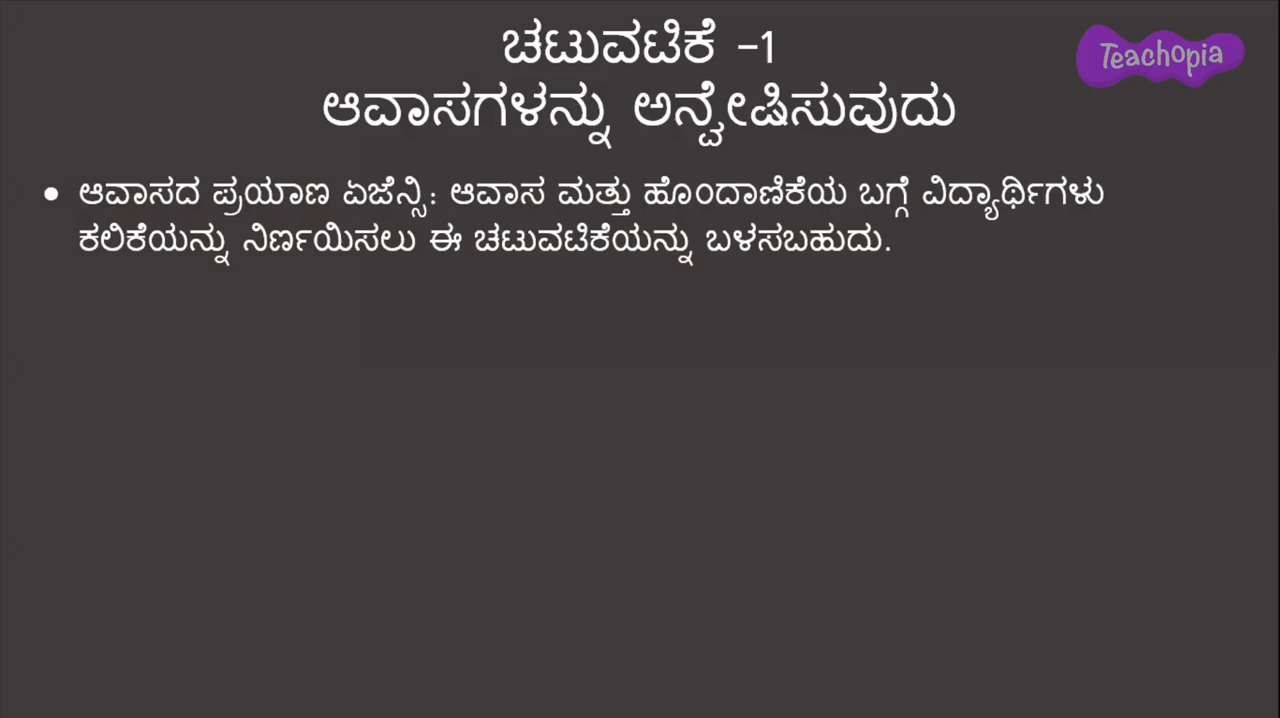 ಚಟುವಟಿಕೆ -1
Teachopia
ಆವಾಸಗಳನ್ನು ಅನ್ವೇಷಿಸುವುದು
• ಆವಾಸದ ಪ್ರಯಾಣ ಏಜೆನ್ಸಿ: ಆವಾಸ ಮತ್ತು ಹೊಂದಾಣಿಕೆಯ ಬಗ್ಗೆ ವಿದ್ಯಾರ್ಥಿಗಳು
ಕಲಿಕೆಯನ್ನು ನಿರ್ಣಯಿಸಲು ಈ ಚಟುವಟಿಕೆಯನ್ನು ಬಳಸಬಹುದು.